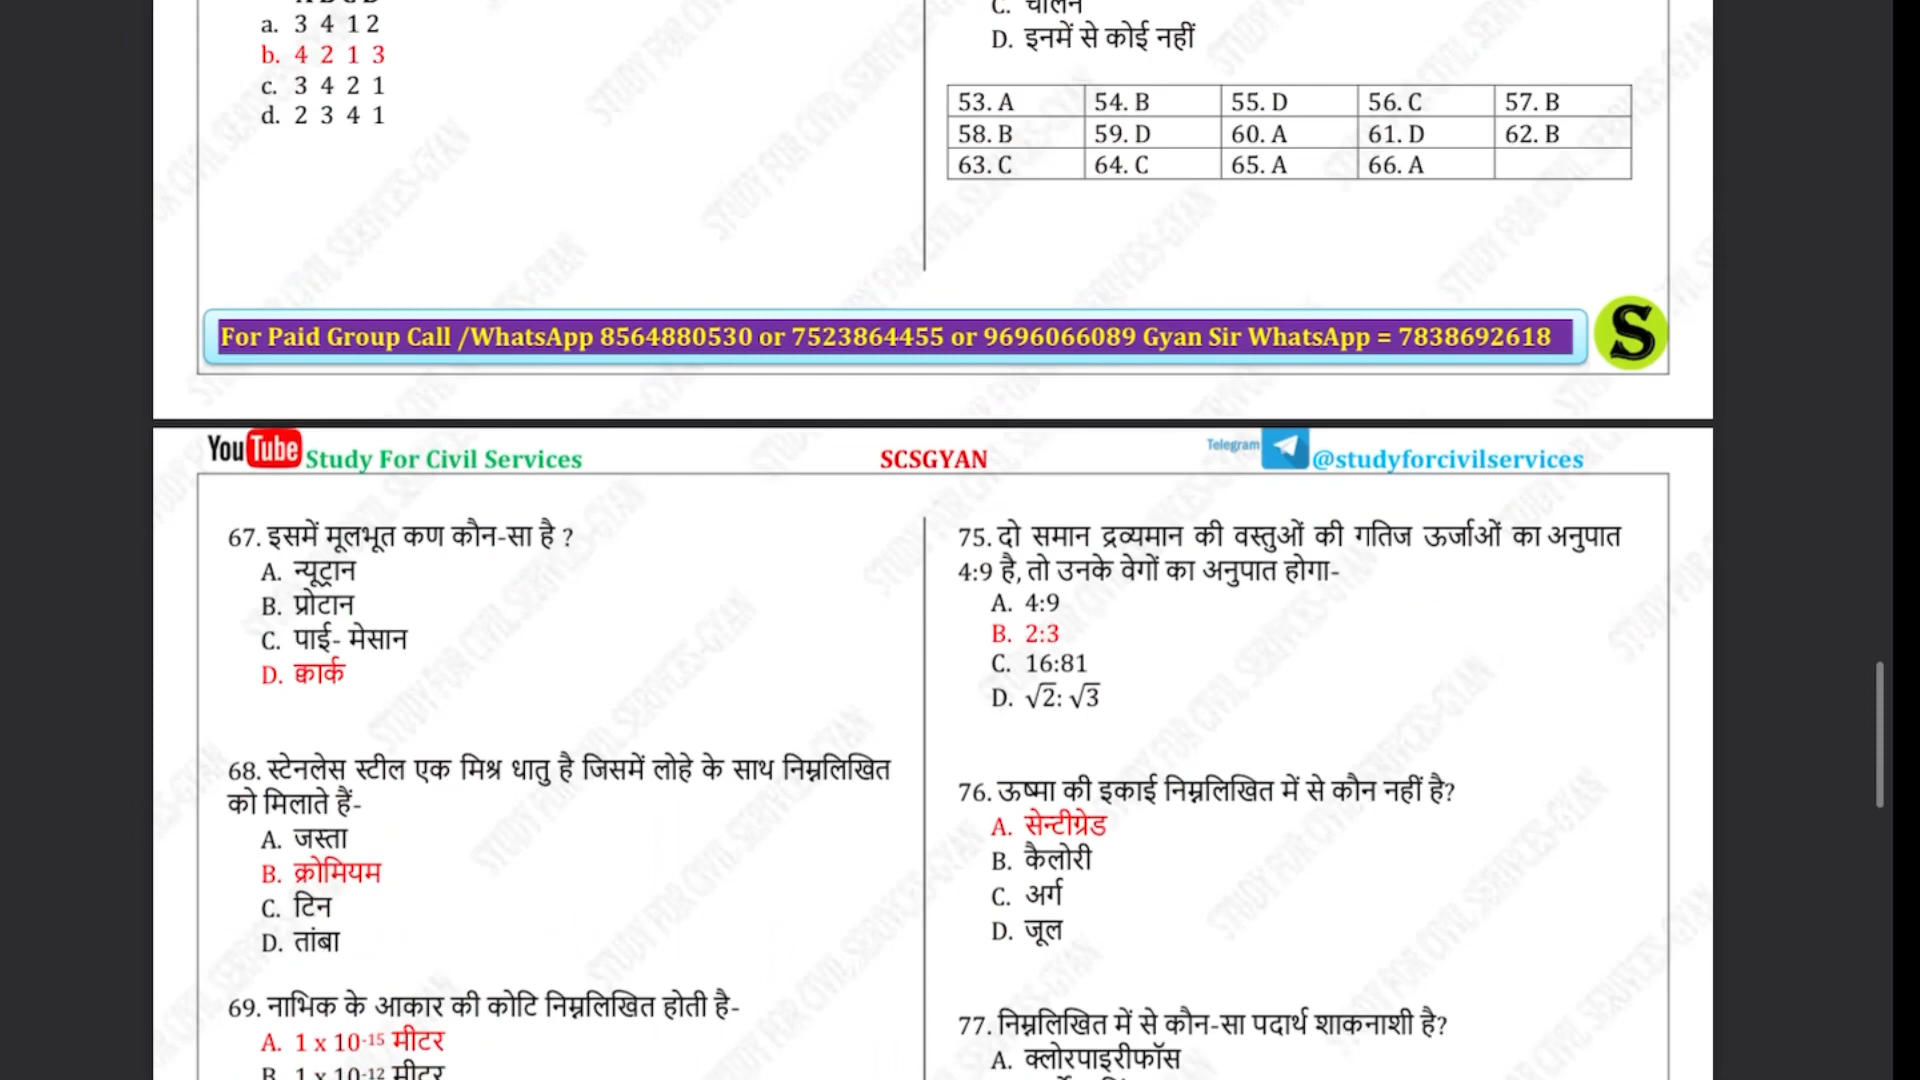 a. 3 4 1 2
b. 4 2 1 3
c. 3 4 2 1
d. 2 3 4 1
C. चालन
D. इनमें से कोई नहीं
53. A 54. B 55. D 56. C 57. B
58. B 59. D 60. A 61. D 62. B
63. C 64. C 65. A 66. A
For Paid Group Call /WhatsApp 8564880530 or 7523864455 or 9696066089 Gyan Sir WhatsApp = 7838692618
S
YouTube Study For Civil Services SCSGYAN Telegram @studyforcivilservices
67. इसमें मूलभूत कण कौन-सा है ?
A. न्यूट्रान
B. प्रोटान
C. पाई- मेसान
D. क्वार्क
68. स्टेनलेस स्टील एक मिश्र धातु है जिसमें लोहे के साथ निम्नलिखित
को मिलाते हैं-
A. जस्ता
B. क्रोमियम
C. टिन
D. तांबा
69. नाभिक के आकार की कोटि निम्नलिखित होती है-
A. 1 x 10-15 मीटर
B. 1 x 10-12 मीटर
75. दो समान द्रव्यमान की वस्तुओं की गतिज ऊर्जाओं का अनुपात
4:9 है, तो उनके वेगों का अनुपात होगा-
A. 4:9
B. 2:3
C. 16:81
D. √2: √3
76. ऊष्मा की इकाई निम्नलिखित में से कौन नहीं है?
A. सेन्टीग्रेड
B. कैलोरी
C. अर्ग
D. जूल
77. निम्नलिखित में से कौन-सा पदार्थ शाकनाशी है?
A. क्लोरपाइरीफॉस